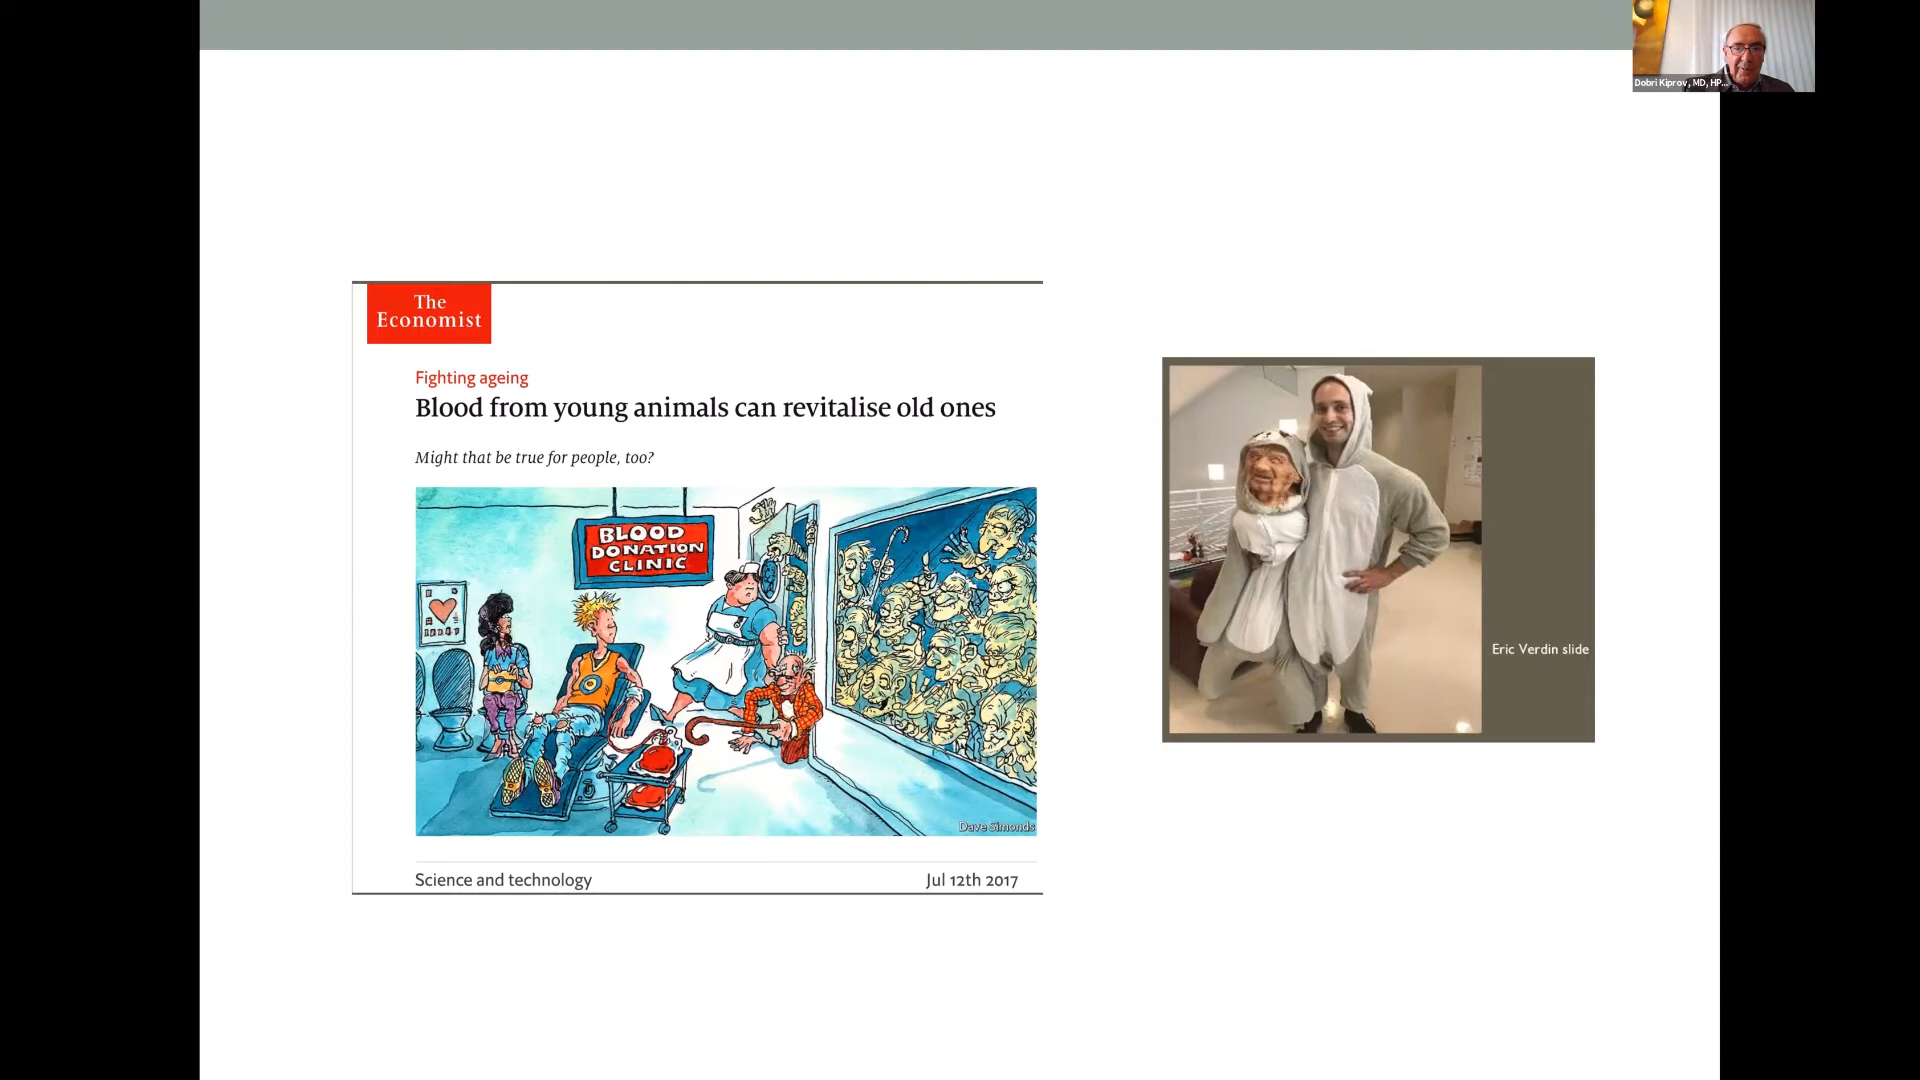 Dobri Kiprov, MD, HP...
The
Economist
Fighting ageing
Blood from young animals can revitalise old ones
Might that be true for people, too?
BLOOD
DONATION
CLINIC
Dave Simonds
Science and technology
Jul 12th 2017
Eric Verdin slide